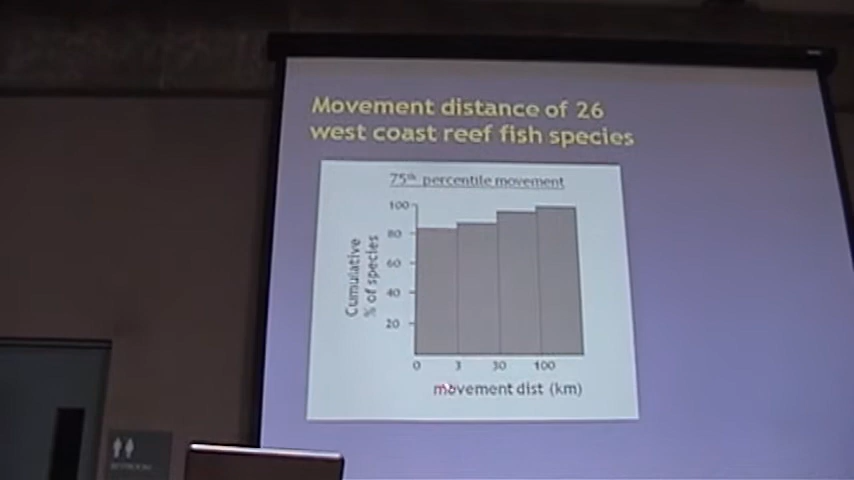 Movement distance of 26
west coast reef fish species
75th percentile movement
Cumulative
% of species
100
80
60
40
20
0 3 30 100
movement dist (km)